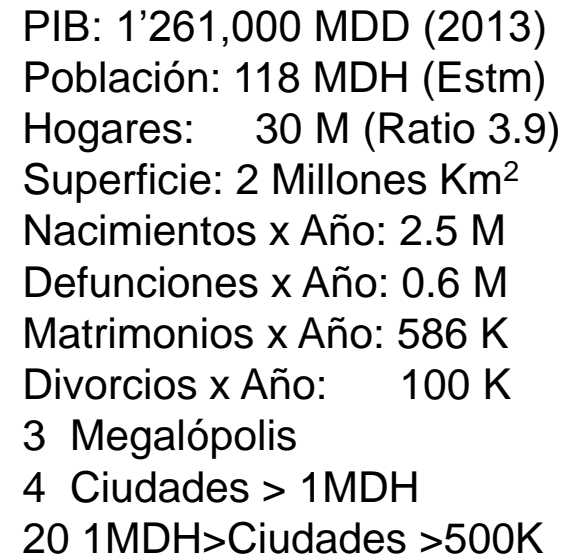 PIB: 1’261,000 MDD (2013)
Población: 118 MDH (Estm)
Hogares: 30 M (Ratio 3.9)
Superficie: 2 Millones Km²
Nacimientos x Año: 2.5 M
Defunciones x Año: 0.6 M
Matrimonios x Año: 586 K
Divorcios x Año: 100 K
3 Megalópolis
4 Ciudades > 1MDH
20 1MDH>Ciudades >500K